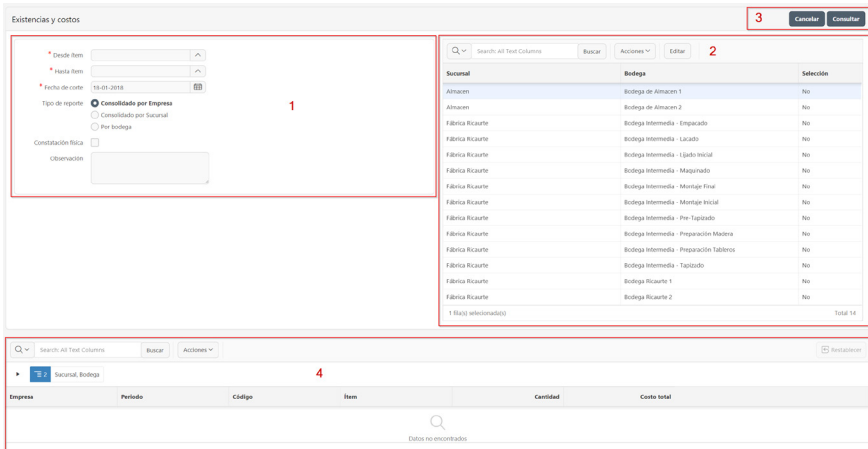 Existencias y costos
3
Cancelar
Consultar
* Desde ítem
* Hasta ítem
* Fecha de corte 18-01-2018
Tipo de reporte Consolidado por Empresa
Consolidado por Sucursal
Por bodega
Constatación física
Observación
1
Search: All Text Columns Buscar Acciones Editar 2
Sucursal Bodega Selección
Almacen Bodega de Almacen 1 No
Almacen Bodega de Almacen 2 No
Fábrica Ricaurte Bodega Intermedia - Empacado No
Fábrica Ricaurte Bodega Intermedia - Lacado No
Fábrica Ricaurte Bodega Intermedia - Lijado Inicial No
Fábrica Ricaurte Bodega Intermedia - Maquinado No
Fábrica Ricaurte Bodega Intermedia - Montaje Final No
Fábrica Ricaurte Bodega Intermedia - Montaje Inicial No
Fábrica Ricaurte Bodega Intermedia - Pre-Tapizado No
Fábrica Ricaurte Bodega Intermedia - Preparación Madera No
Fábrica Ricaurte Bodega Intermedia - Preparación Tableros No
Fábrica Ricaurte Bodega Intermedia - Tapizado No
Fábrica Ricaurte Bodega Ricaurte 1 No
Fábrica Ricaurte Bodega Ricaurte 2 No
1 fila(s) seleccionada(s) Total 14
Search: All Text Columns Buscar Acciones Restablecer
2 Sucursal, Bodega 4
Empresa Periodo Código Ítem Cantidad Costo total
Datos no encontrados